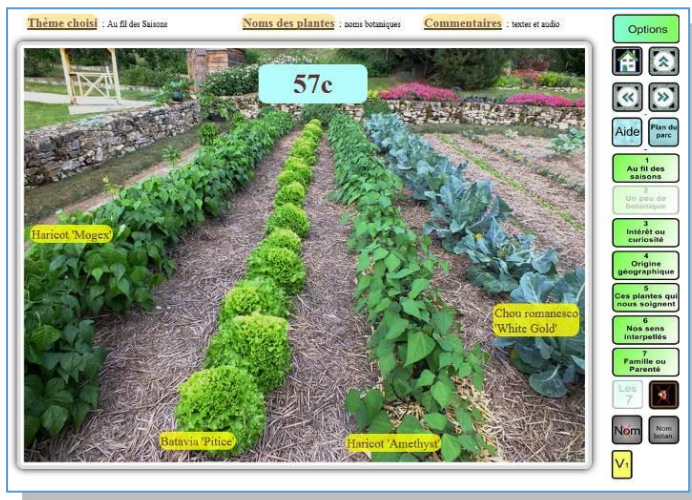 Thème choisi : Au fil des Saisons
Noms des plantes : noms botaniques
Commentaires : textes et audio
57c
Haricot 'Mogex'
Batavia 'Pitice'
Haricot 'Amethyst'
Chou romanesco
'White Gold'
Options
Aide
Plan du
parc
1
Au fil des
saisons
2
Un peu de
botanique
3
Intérêt ou
curiosité
4
Origine
géographique
5
Ces plantes qui
nous soignent
6
Nos sens
interpellés
7
Famille ou
Parenté
Les
7
Nom
Nom
botan
V1